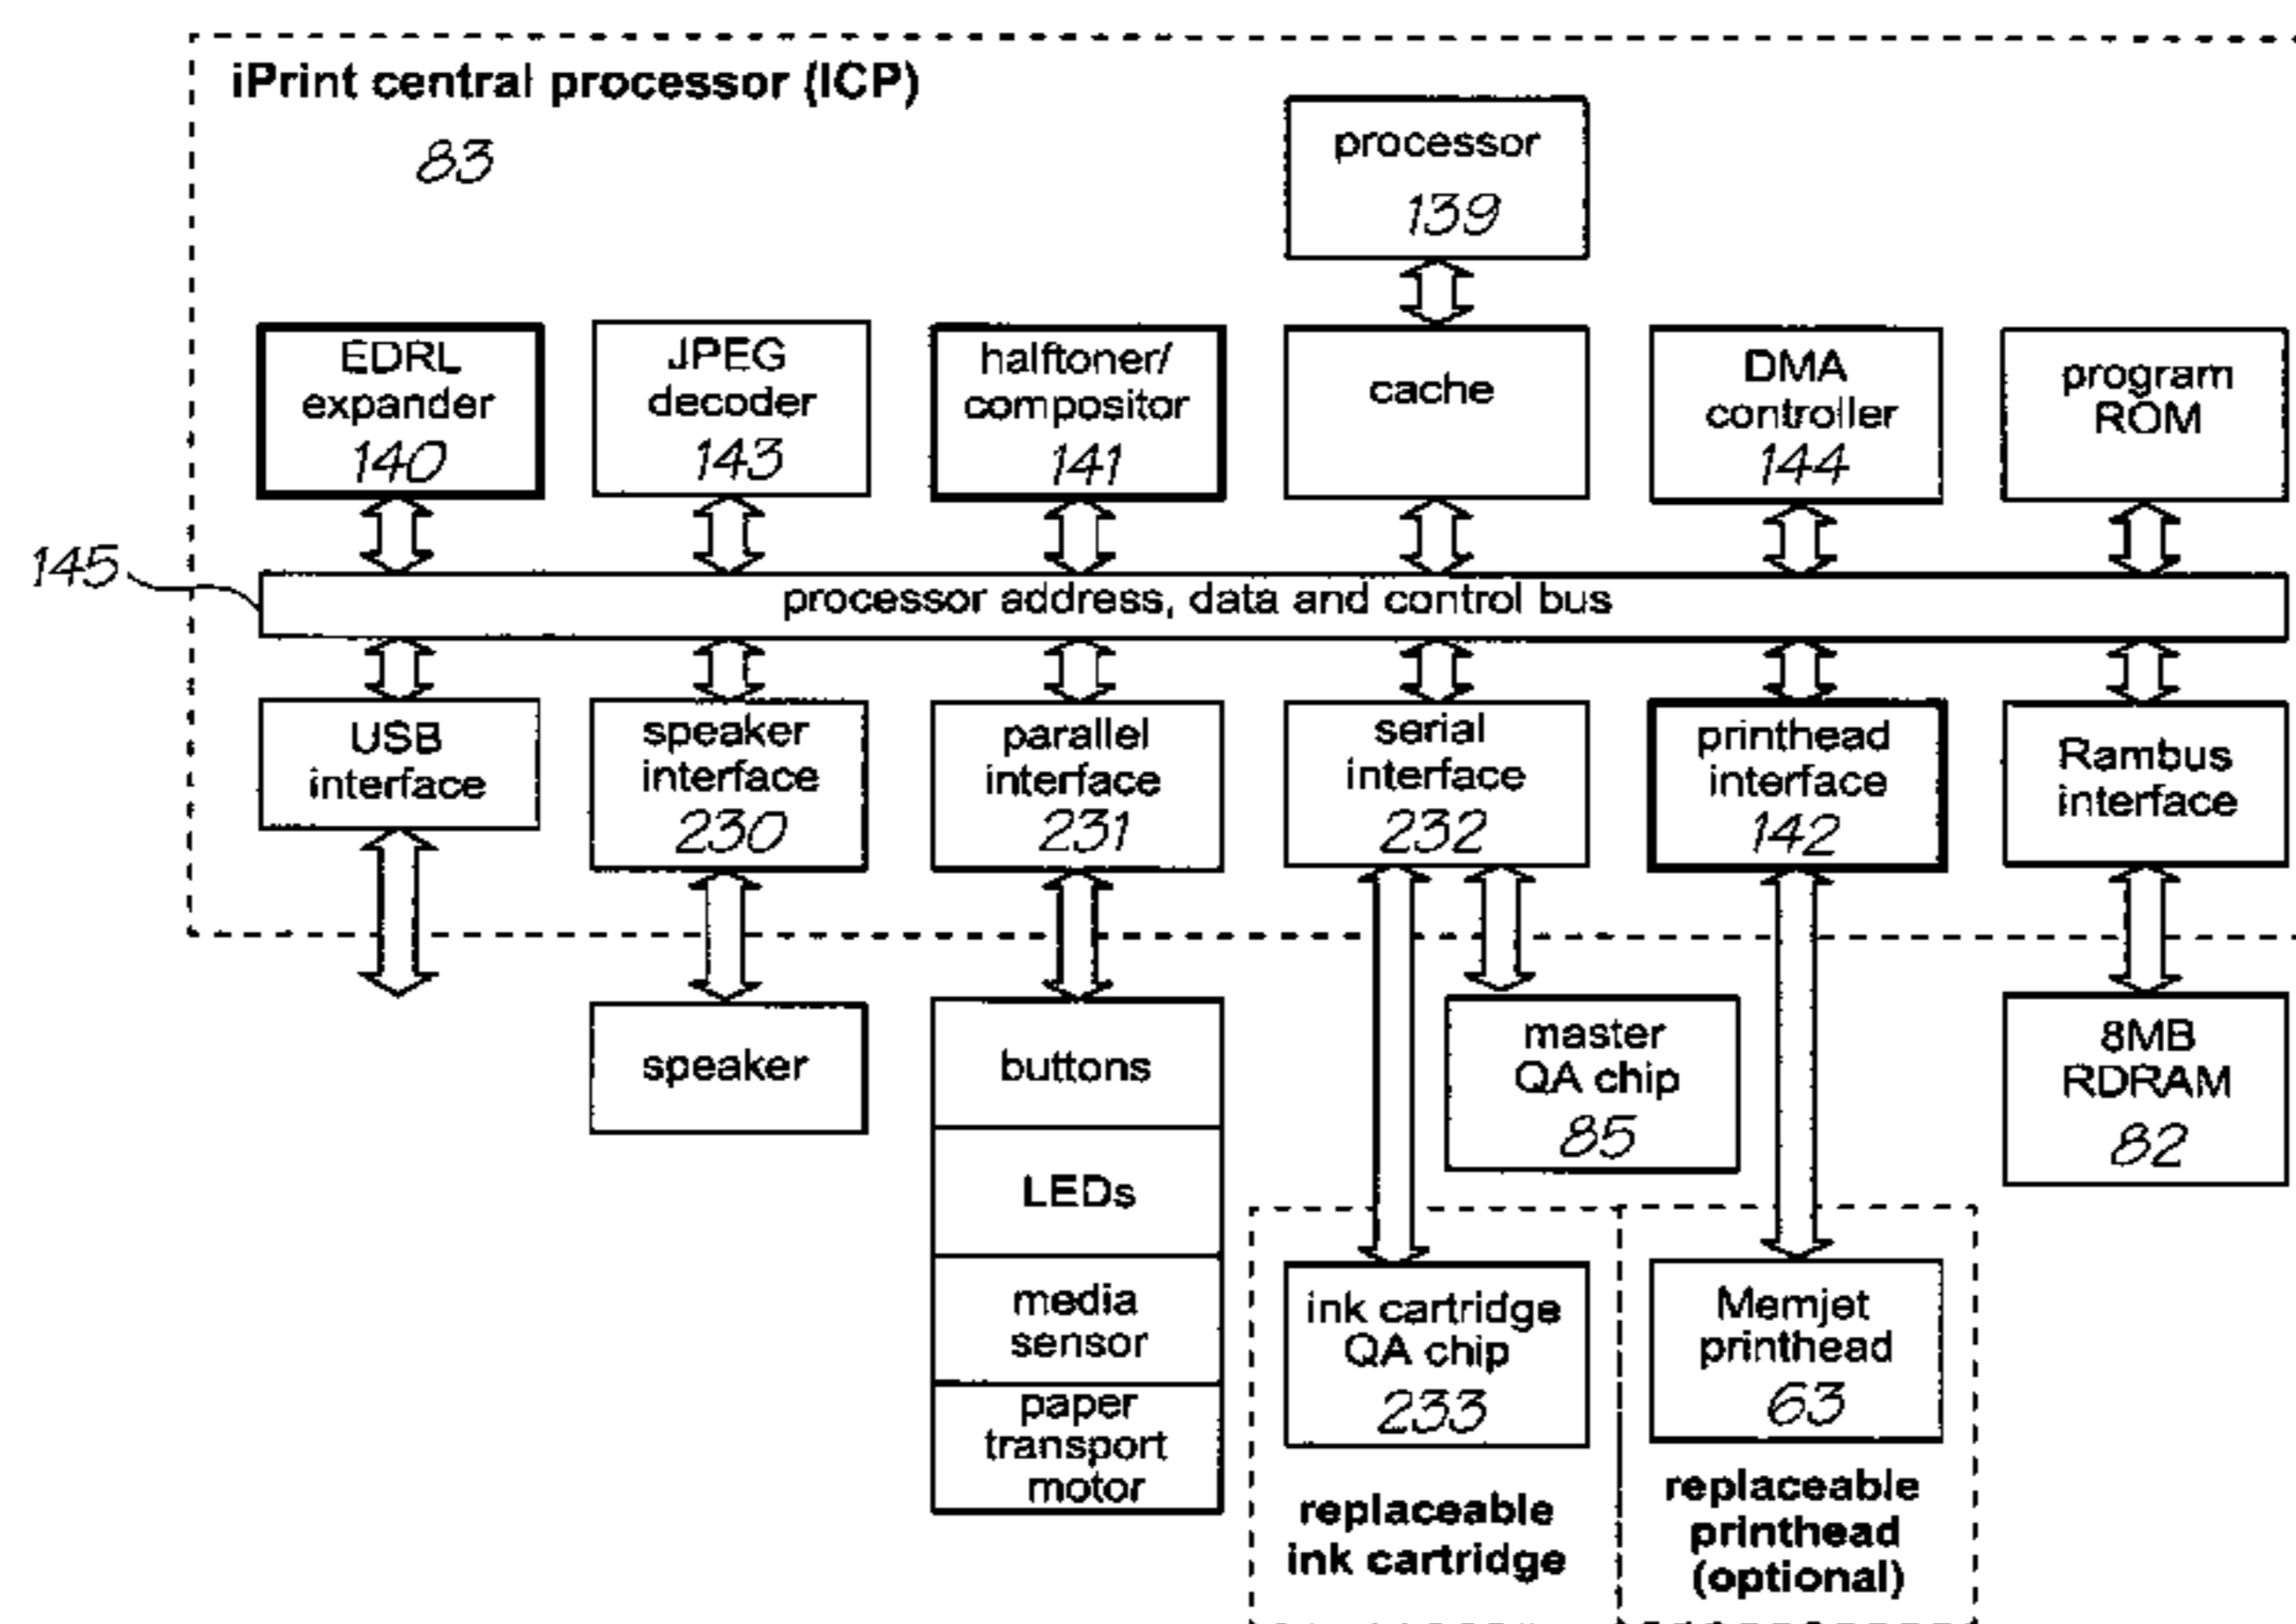 iPrint central processor (ICP)
83
processor
139
EDRL
expander
140
JPEG
decoder
143
halftoner/
compositor
141
cache
DMA
controller
144
program
ROM
145
processor address, data and control bus
USB
interface
speaker
interface
230
parallel
interface
231
serial
interface
232
printhead
interface
142
Rambus
interface
speaker
buttons
LEDs
media
sensor
paper
transport
motor
master
QA chip
85
8MB
RDRAM
82
ink cartridge
QA chip
233
replaceable
ink cartridge
Memjet
printhead
63
replaceable
printhead
(optional)